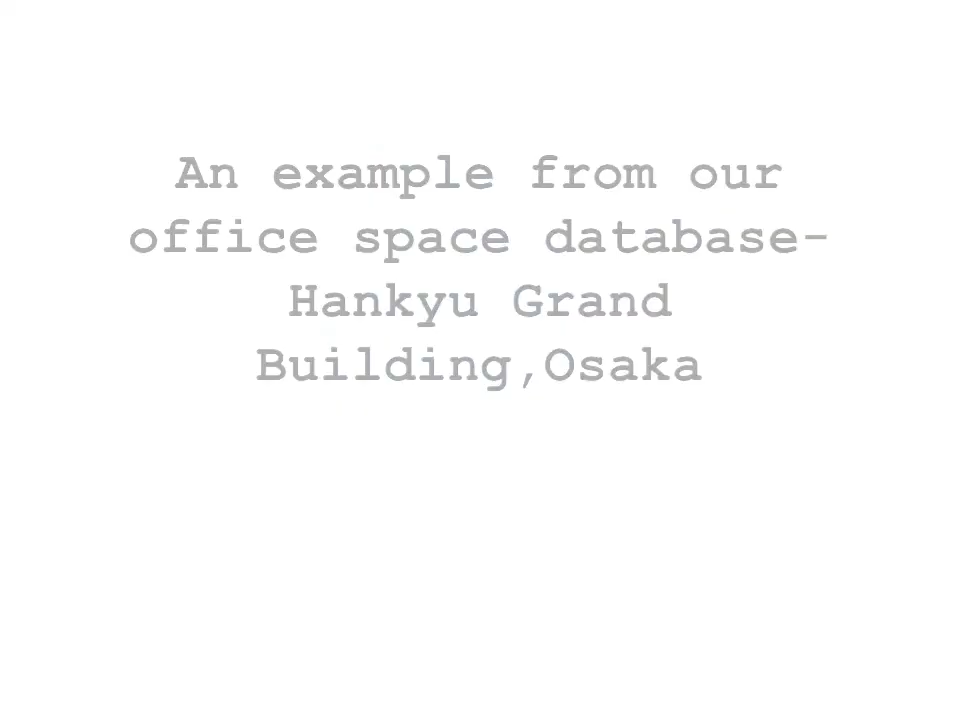 An example from our
office space database-
Hankyu Grand
Building,Osaka